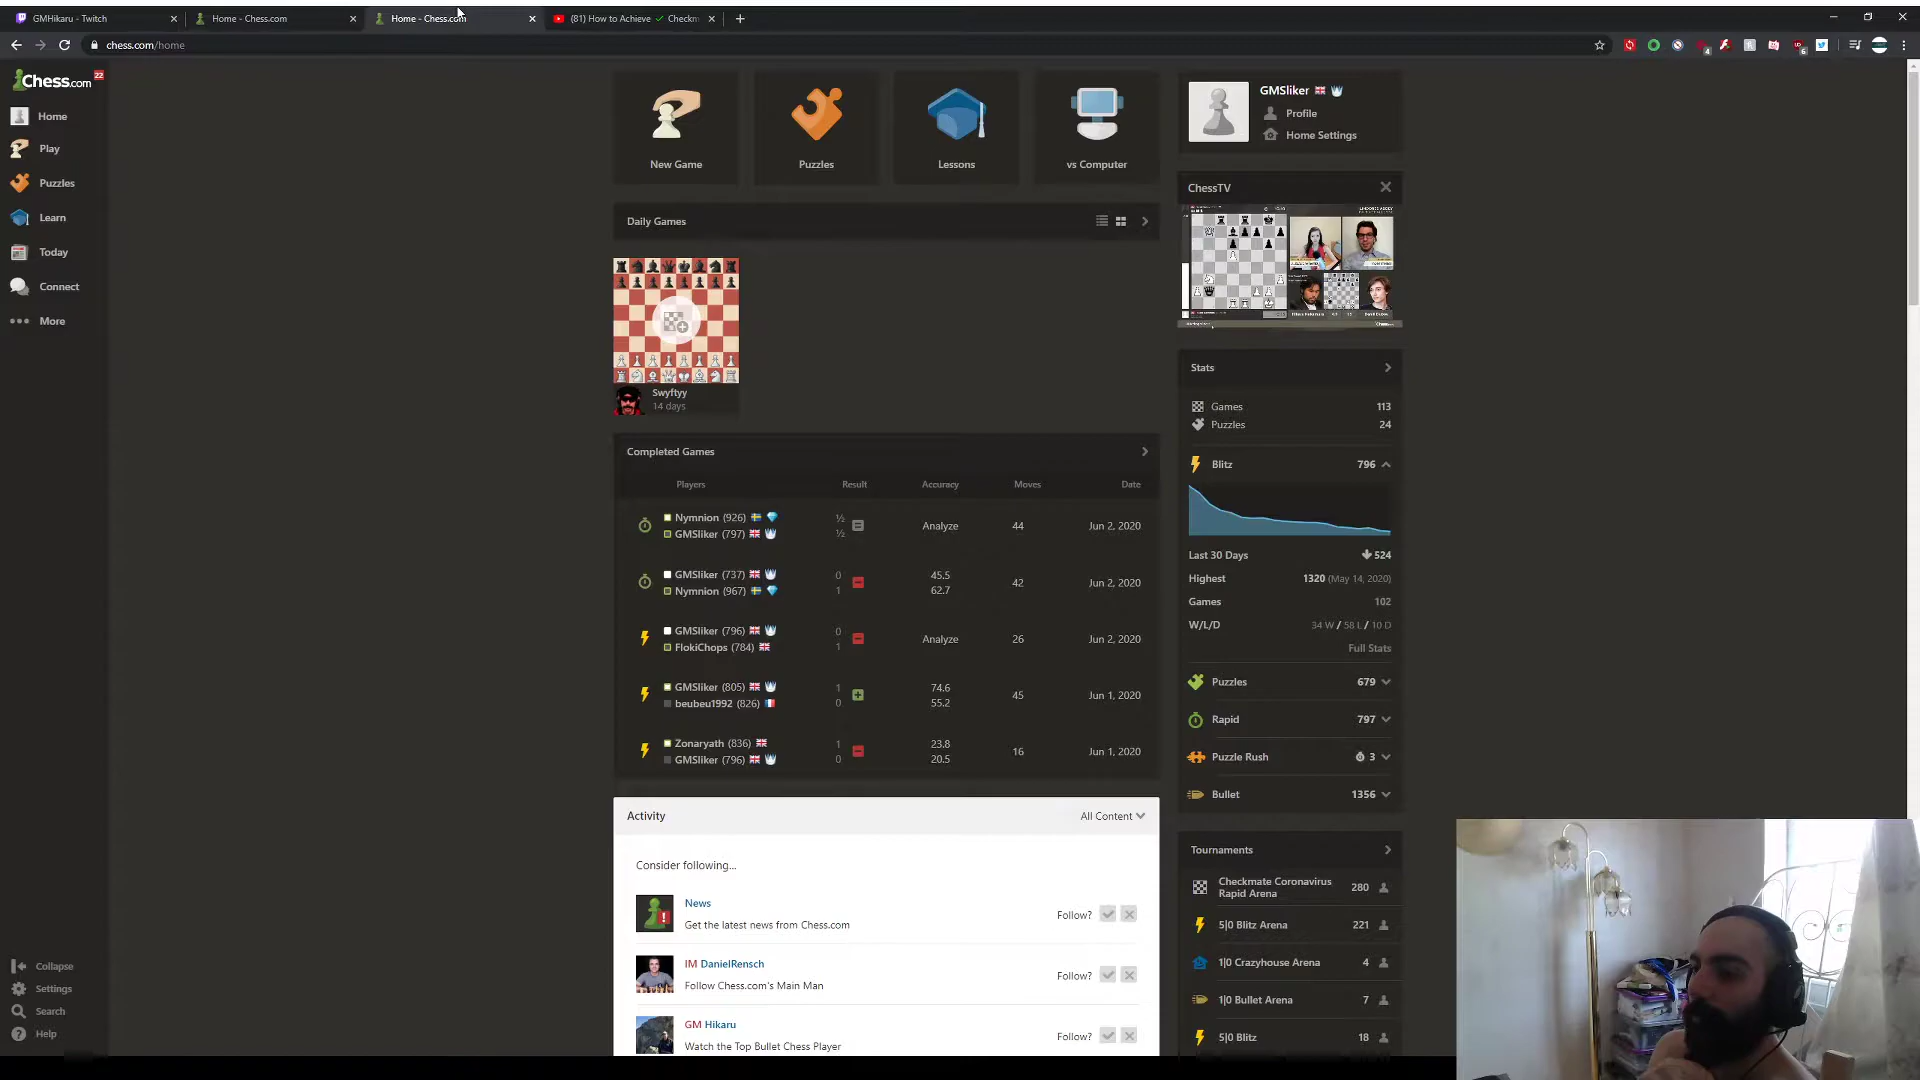 GMHikaru - Twitch
Home - Chess.com
Home - Chess.com
(81) How to Achieve ✓ Checkm
chess.com/home
Chess.com 22
Home
Play
Puzzles
Learn
Today
Connect
More
Collapse
Settings
Search
Help
New Game
Puzzles
Lessons
vs Computer
Daily Games
Swyftyy
14 days
Completed Games
Players Result Accuracy Moves Date
Nymnion (926) ½ Analyze 44 Jun 2, 2020
GMSliker (797) ½
GMSliker (737) 0 45.5 42 Jun 2, 2020
Nymnion (967) 1 62.7
GMSliker (796) 0 Analyze 26 Jun 2, 2020
FlokiChops (784) 1
GMSliker (805) 1 74.6 45 Jun 1, 2020
beubeu1992 (826) 0 55.2
Zonaryath (836) 1 23.8 16 Jun 1, 2020
GMSliker (796) 0 20.5
Activity All Content
Consider following...
News
Get the latest news from Chess.com
Follow?
IM DanielRensch
Follow Chess.com's Main Man
Follow?
GM Hikaru
Watch the Top Bullet Chess Player
Follow?
GMSliker
Profile
Home Settings
ChessTV
Stats
Games 113
Puzzles 24
Blitz 796
Last 30 Days 524
Highest 1320 (May 14, 2020)
Games 102
W/L/D 34 W / 58 L / 10 D
Full Stats
Puzzles 679
Rapid 797
Puzzle Rush 3
Bullet 1356
Tournaments
Checkmate Coronavirus
Rapid Arena 280
5|0 Blitz Arena 221
1|0 Crazyhouse Arena 4
1|0 Bullet Arena 7
5|0 Blitz 18